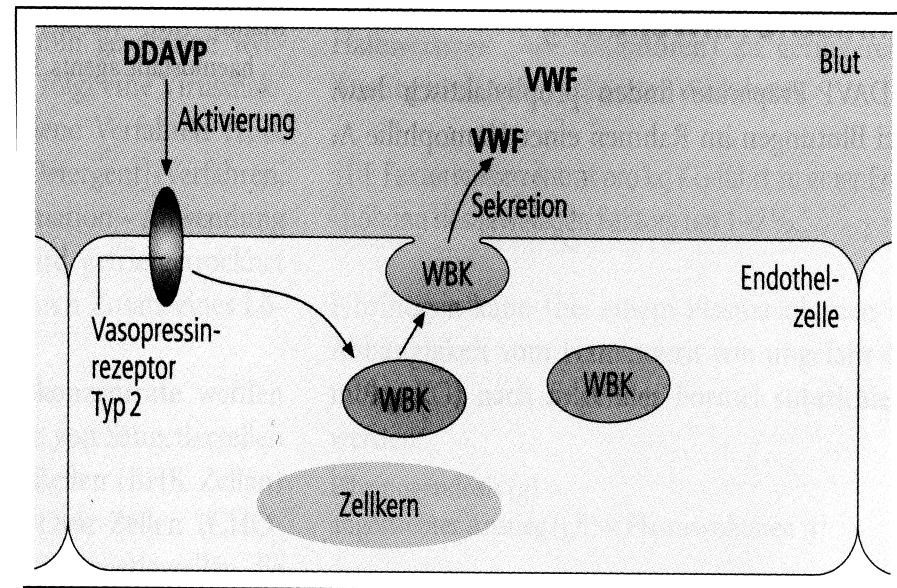 DDAVP
Aktivierung
VWF
VWF
Sekretion
Blut
WBK
Endothel-
zelle
Vasopressin-
rezeptor
Typ 2
WBK
WBK
Zellkern